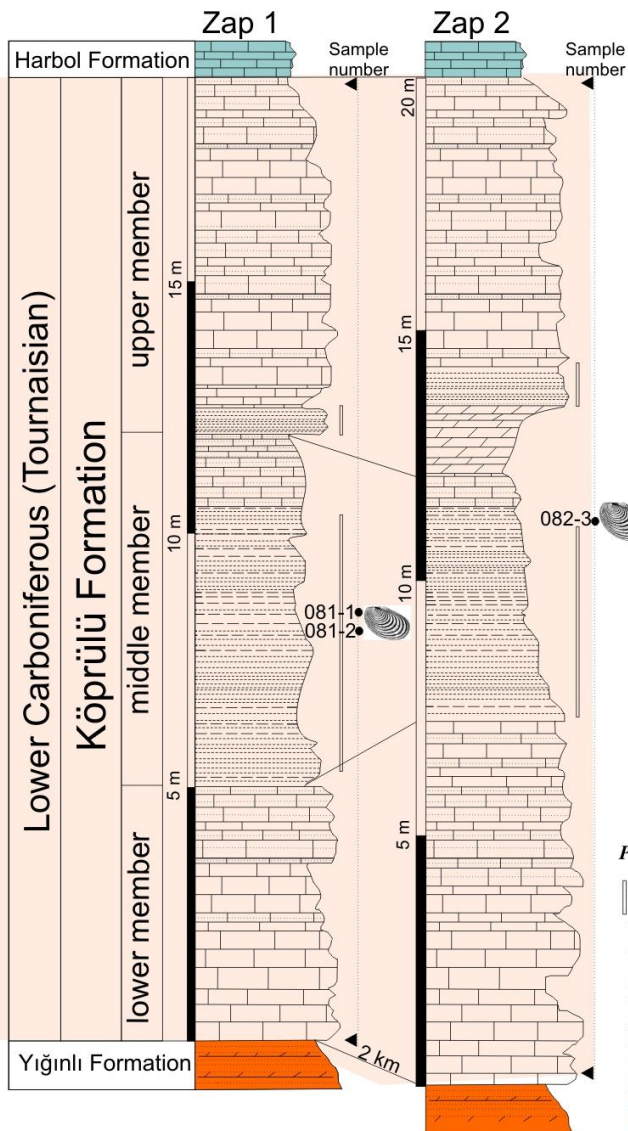 Zap 1
Zap 2
Harbol Formation
Sample
number
Sample
number
Lower Carboniferous (Tournaisian)
Köprülü Formation
upper member
middle member
lower member
15 m
10 m
5 m
20 m
15 m
10 m
5 m
081-1
081-2
082-3
P
2 km
Yığınlı Formation